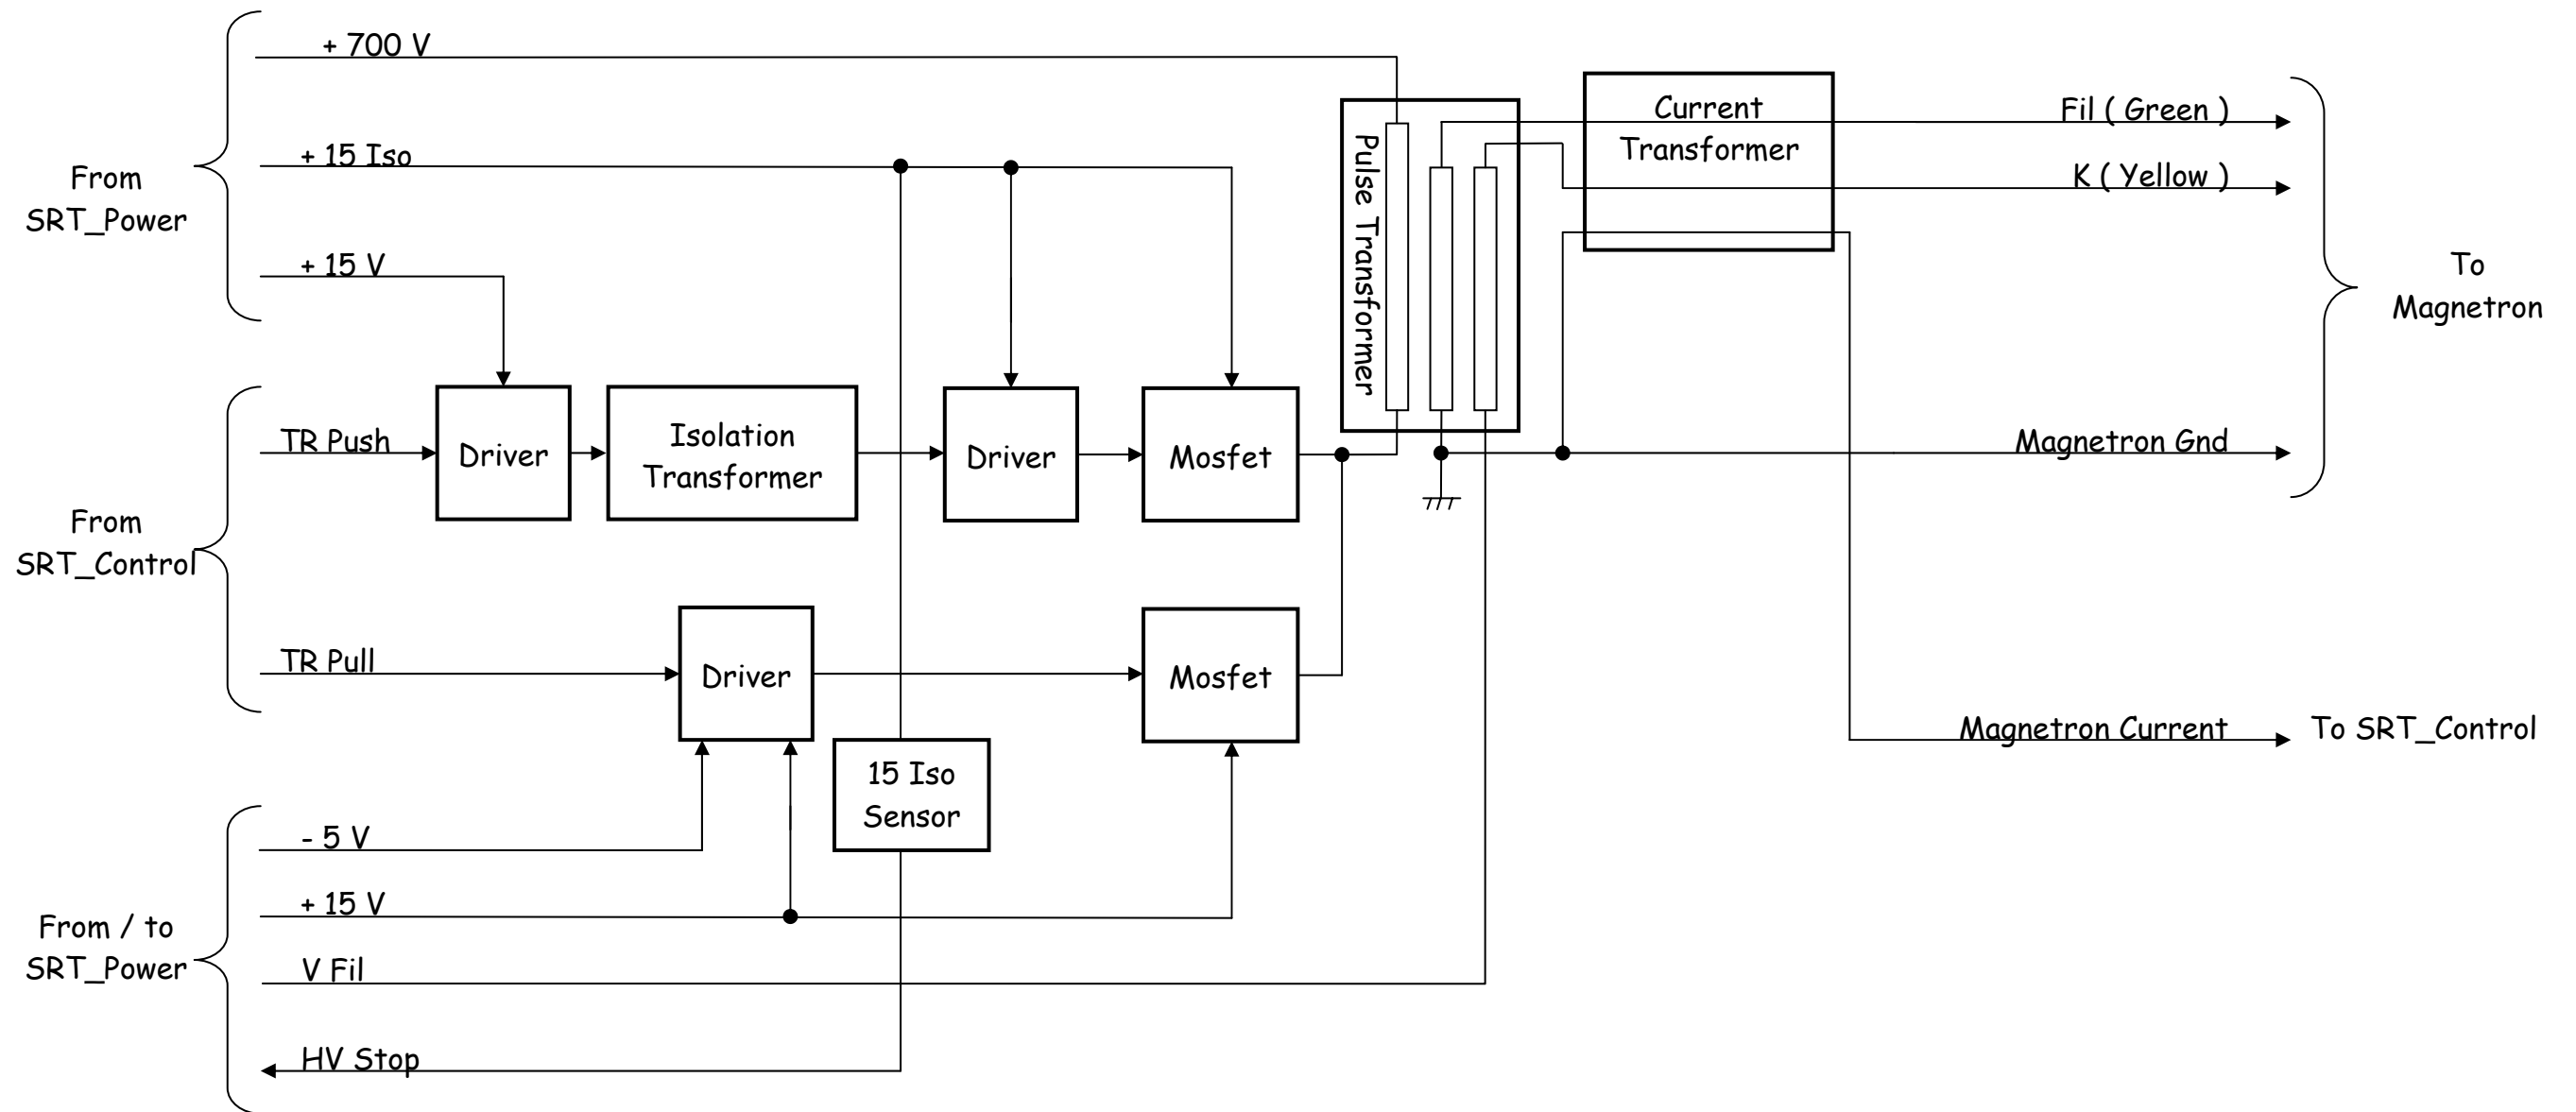 + 700 V
+ 15 Iso
+ 15 V
From
SRT_Power
Pulse Transformer
Current
Transformer
Fil ( Green )
K ( Yellow )
To
Magnetron
From
SRT_Control
TR Push
Driver
Isolation
Transformer
Driver
Mosfet
Magnetron Gnd
TR Pull
Driver
Mosfet
15 Iso
Sensor
Magnetron Current
To SRT_Control
From / to
SRT_Power
- 5 V
+ 15 V
V Fil
HV Stop